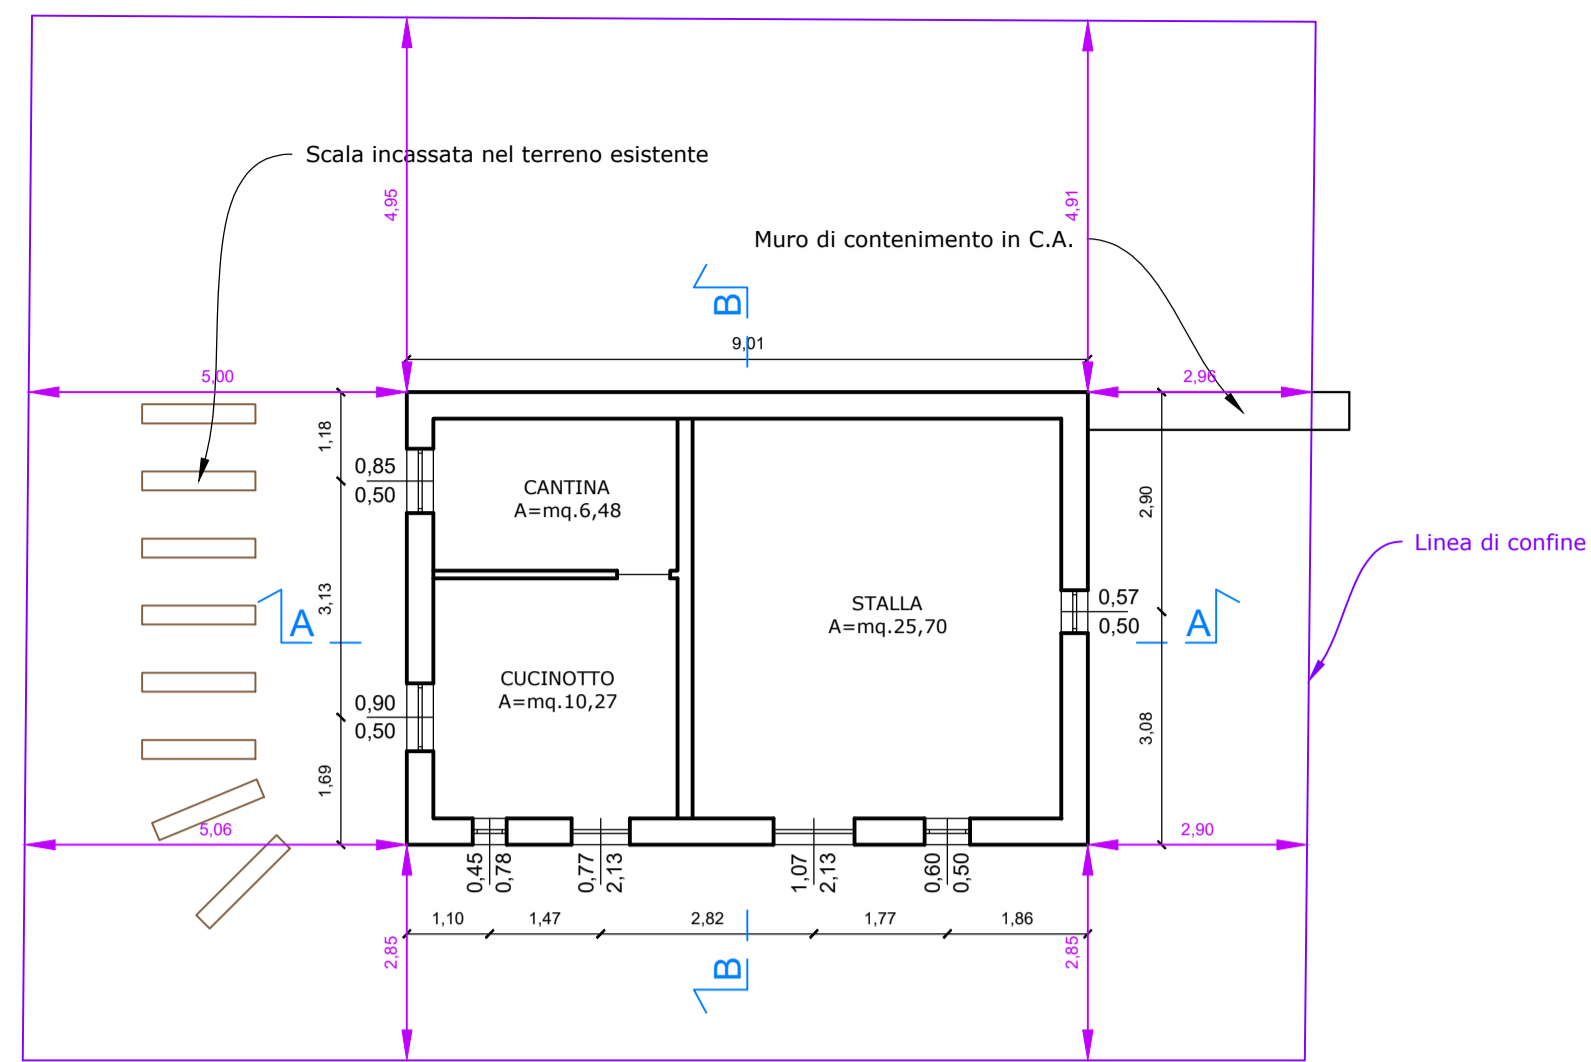 Scala incassata nel terreno esistente
4,95
4,91
Muro di contenimento in C.A.
B
9,01
5,00
2,96
1,18
0,85
0,50
CANTINA
A=mq.6,48
2,90
Linea di confine
3,13
A
STALLA
A=mq.25,70
0,57
0,50
A
CUCINOTTO
A=mq.10,27
0,90
0,50
3,08
1,69
5,06
2,90
0,45
0,78
0,77
2,13
1,07
2,13
0,60
0,50
1,10
1,47
2,82
1,77
1,86
2,85
2,85
B